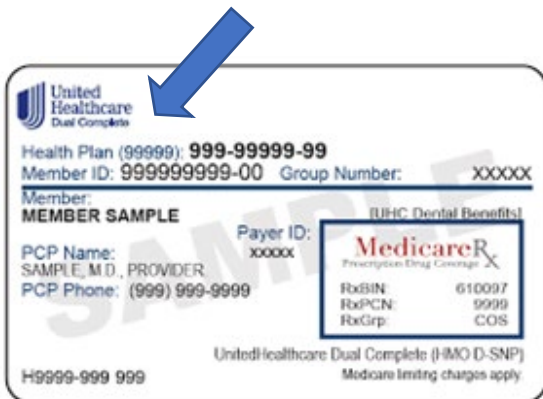 United
Healthcare
Dual Complete
Health Plan (99999): 999-99999-99
Member ID: 999999999-00 Group Number: XXXXX
Member:
MEMBER SAMPLE
[UHC Dental Benefits]
Payer ID:
XXXXX
PCP Name:
SAMPLE, M.D., PROVIDER
PCP Phone: (999) 999-9999
MedicareRx
Prescription Drug Coverage
RxBIN: 610097
RxPCN: 9999
RxGrp: COS
UnitedHealthcare Dual Complete (HMO D-SNP)
H9999-999 999
Medicare limiting charges apply.
SAMPLE